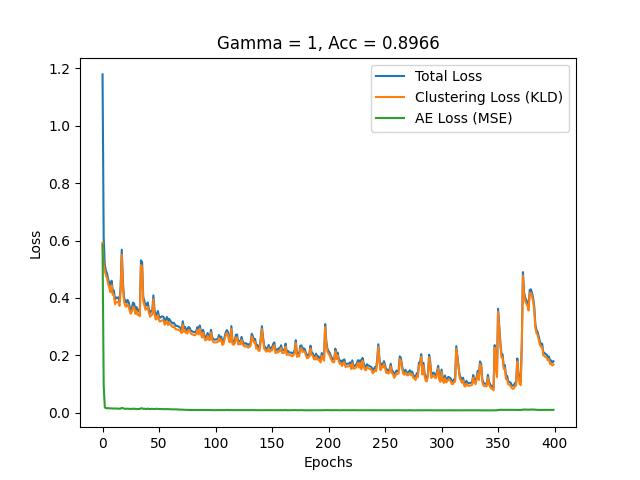 Gamma = 1, Acc = 0.8966
Total Loss
Clustering Loss (KLD)
AE Loss (MSE)
1.2
1.0
0.8
0.6
0.4
0.2
0.0
Loss
0 50 100 150 200 250 300 350 400
Epochs